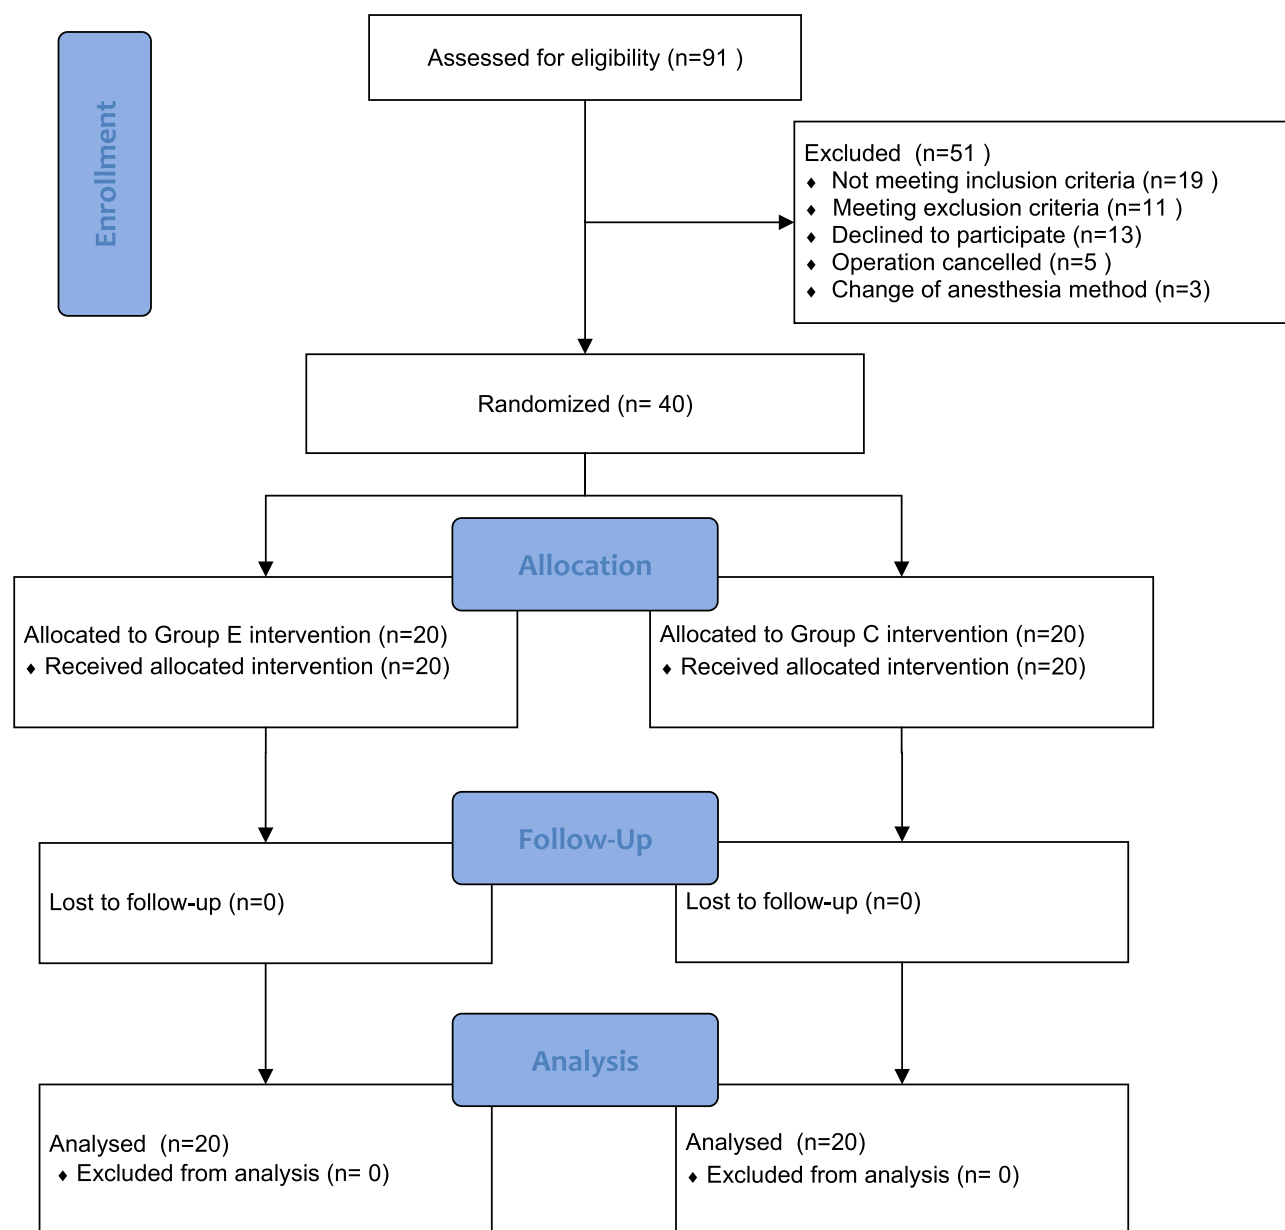 Enrollment
Assessed for eligibility (n=91 )
Excluded (n=51 )
♦ Not meeting inclusion criteria (n=19 )
♦ Meeting exclusion criteria (n=11 )
♦ Declined to participate (n=13)
♦ Operation cancelled (n=5 )
♦ Change of anesthesia method (n=3)
Randomized (n= 40)
Allocation
Allocated to Group E intervention (n=20)
♦ Received allocated intervention (n=20)
Allocated to Group C intervention (n=20)
♦ Received allocated intervention (n=20)
Follow-Up
Lost to follow-up (n=0)
Lost to follow-up (n=0)
Analysis
Analysed (n=20)
♦ Excluded from analysis (n= 0)
Analysed (n=20)
♦ Excluded from analysis (n= 0)